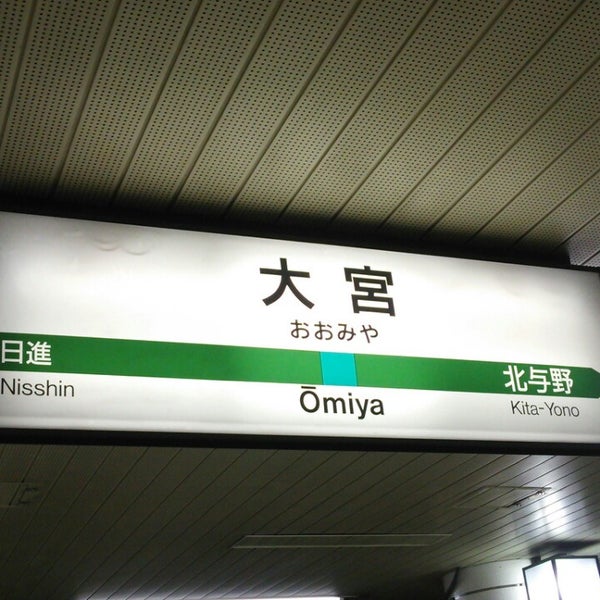 大宮
おおみや
日進
北与野
Nisshin
Ōmiya
Kita-Yono